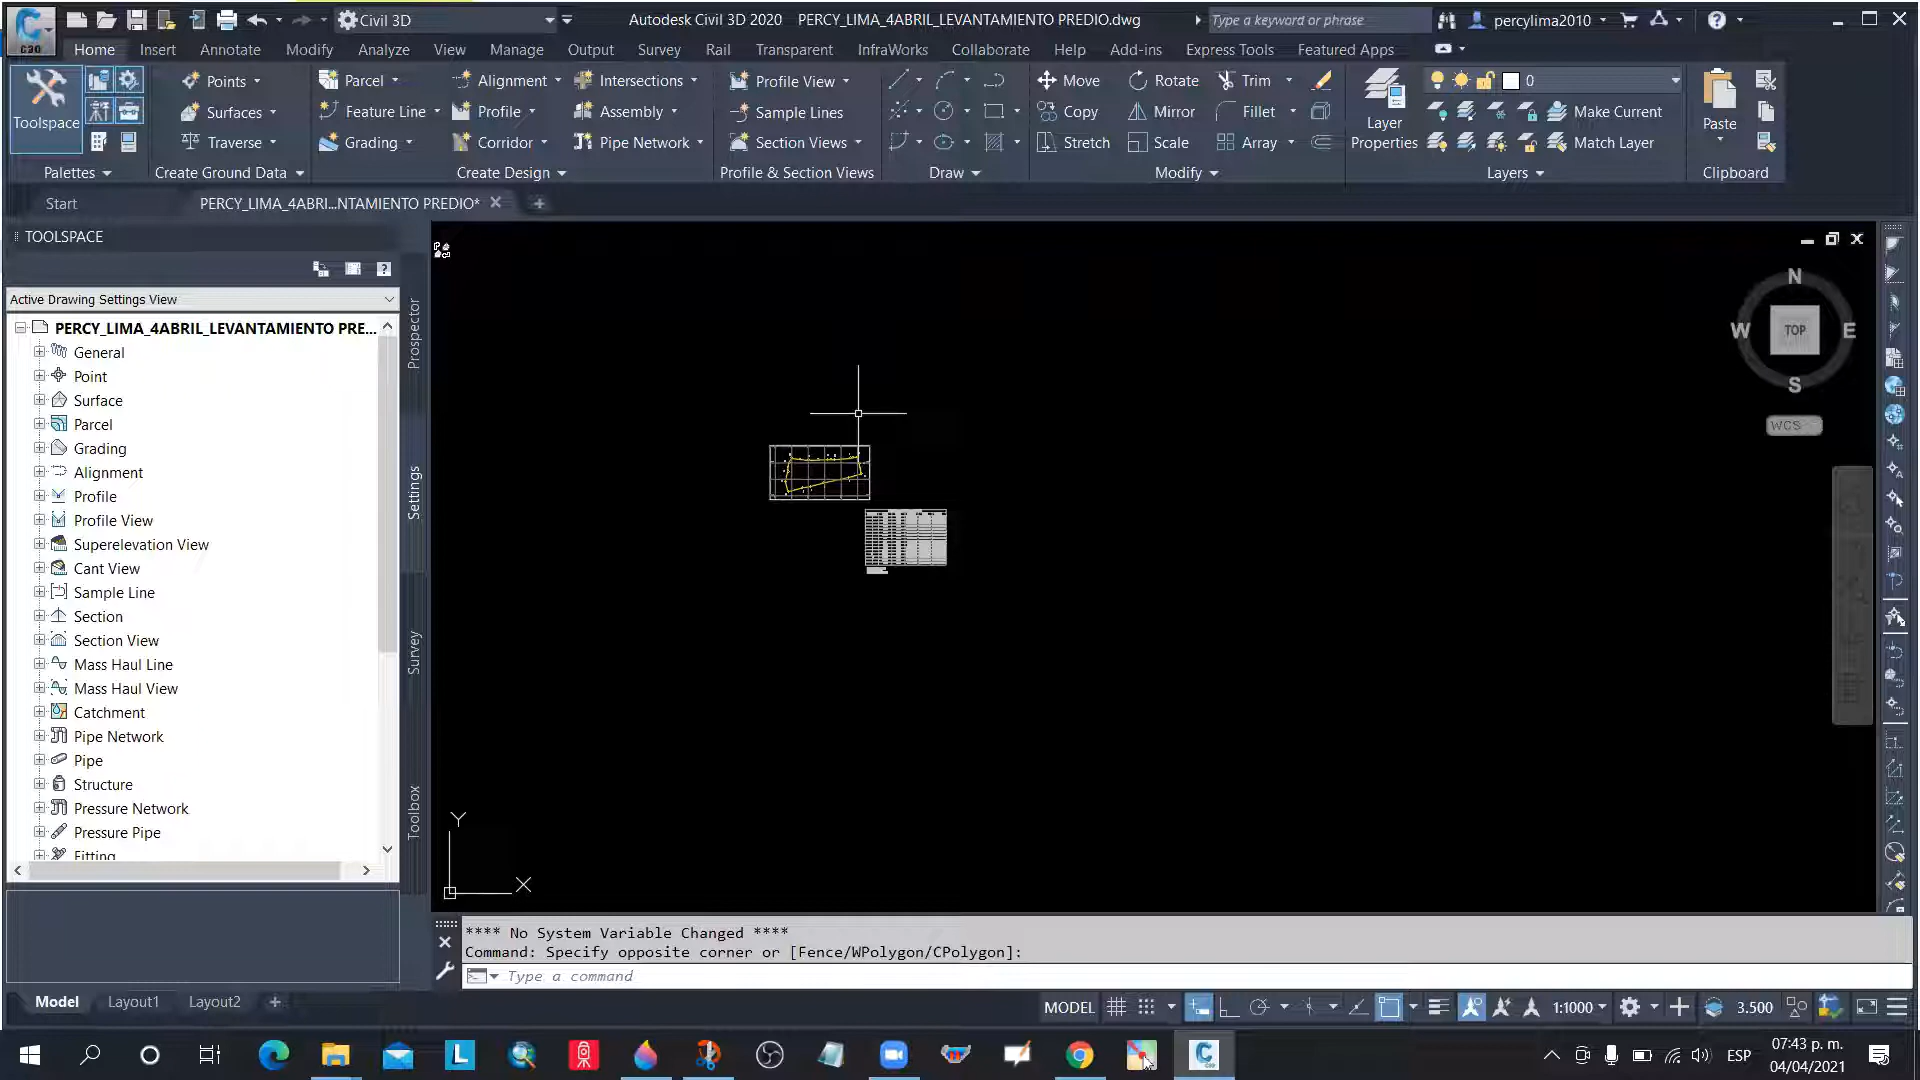 Civil 3D
Autodesk Civil 3D 2020 PERCY_LIMA_4ABRIL_LEVANTAMIENTO PREDIO.dwg
Type a keyword or phrase
percylima2010
C3D
Home Insert Annotate Modify Analyze View Manage Output Survey Rail Transparent InfraWorks Collaborate Help Add-ins Express Tools Featured Apps
Toolspace
Points
Surfaces
Traverse
Parcel
Feature Line
Grading
Alignment
Profile
Corridor
Intersections
Assembly
Pipe Network
Profile View
Sample Lines
Section Views
Move
Copy
Stretch
Rotate
Mirror
Scale
Trim
Fillet
Array
Layer
Properties
0
Make Current
Match Layer
Paste
Palettes
Create Ground Data
Create Design
Profile & Section Views
Draw
Modify
Layers
Clipboard
Start
PERCY_LIMA_4ABRI...NTAMIENTO PREDIO*
TOOLSPACE
Active Drawing Settings View
PERCY_LIMA_4ABRIL_LEVANTAMIENTO PRE...
General
Point
Surface
Parcel
Grading
Alignment
Profile
Profile View
Superelevation View
Cant View
Sample Line
Section
Section View
Mass Haul Line
Mass Haul View
Catchment
Pipe Network
Pipe
Structure
Pressure Network
Pressure Pipe
Fitting
Prospector
Settings
Survey
Toolbox
N
W
TOP
E
S
WCS
Y
X
**** No System Variable Changed ****
Command: Specify opposite corner or [Fence/WPolygon/CPolygon]:
Type a command
Model Layout1 Layout2
MODEL
1:1000
3.500
ESP
07:43 p. m.
04/04/2021